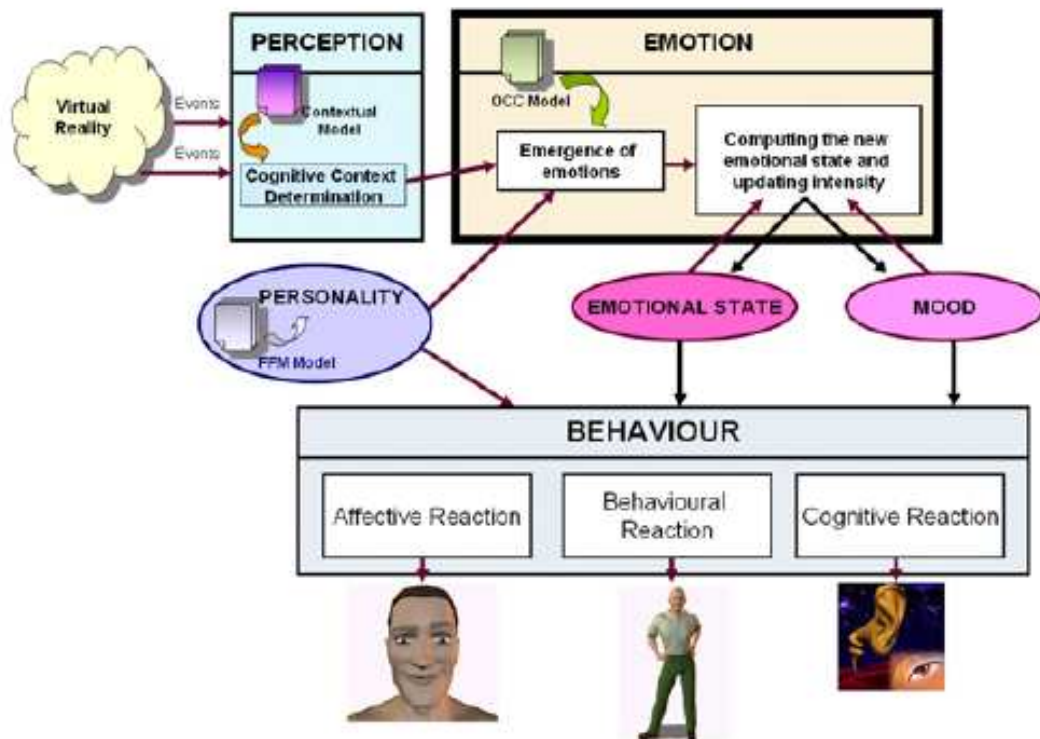 PERCEPTION
EMOTION
Virtual
Reality
Events
Events
Contextual
Model
Cognitive Context
Determination
OCC Model
Emergence of
emotions
Computing the new
emotional state and
updating intensity
PERSONALITY
FFM Model
EMOTIONAL STATE
MOOD
BEHAVIOUR
Affective Reaction
Behavioural
Reaction
Cognitive Reaction